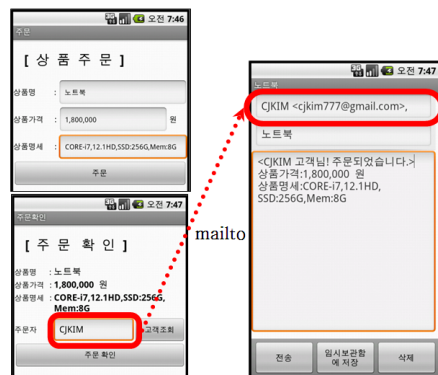 오전 7:46
주문
[ 상 품 주 문 ]
상품명 : 노트북
상품가격 : 1,800,000 원
상품명세 : CORE-i7,12.1HD,SSD:256G,Mem:8G
주문
오전 7:47
주문확인
[ 주 문 확 인 ]
상품명 : 노트북
상품가격 : 1,800,000 원
상품명세 : CORE-i7,12.1HD,SSD:256G,
Mem:8G
주문자 CJKIM 고객조회
주문 확인
mailto
오전 7:47
노트북
CJKIM <cjkim777@gmail.com>,
노트북
<CJKIM 고객님! 주문되었습니다.>
상품가격:1,800,000 원
상품명세:CORE-i7,12.1HD,
SSD:256G,Mem:8G
전송
임시보관함
에 저장
삭제